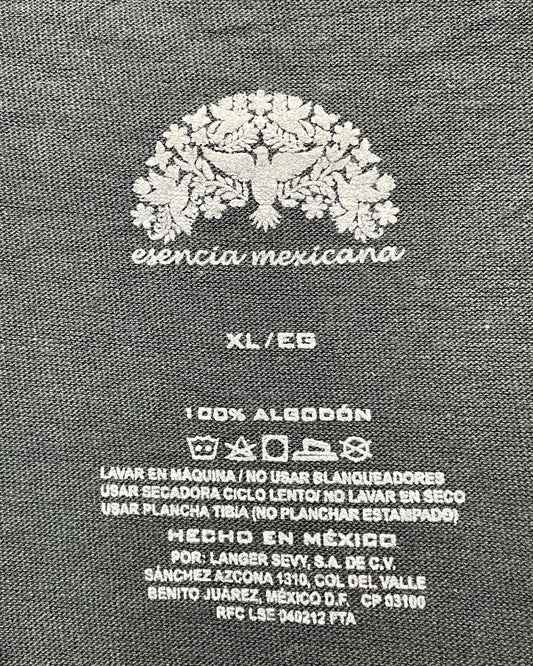 esencia mexicana
XL/EG
100% ALGODÓN
LAVAR EN MÁQUINA / NO USAR BLANQUEADORES
USAR SECADORA CICLO LENTO/ NO LAVAR EN SECO
USAR PLANCHA TIBIA (NO PLANCHAR ESTAMPADO)
HECHO EN MÉXICO
POR: LANGER SEVY, S.A. DE C.V.
SÁNCHEZ AZCONA 1310, COL DEL VALLE
BENITO JUÁREZ, MÉXICO D.F. CP 03100
RFC LSE 040212 FTA